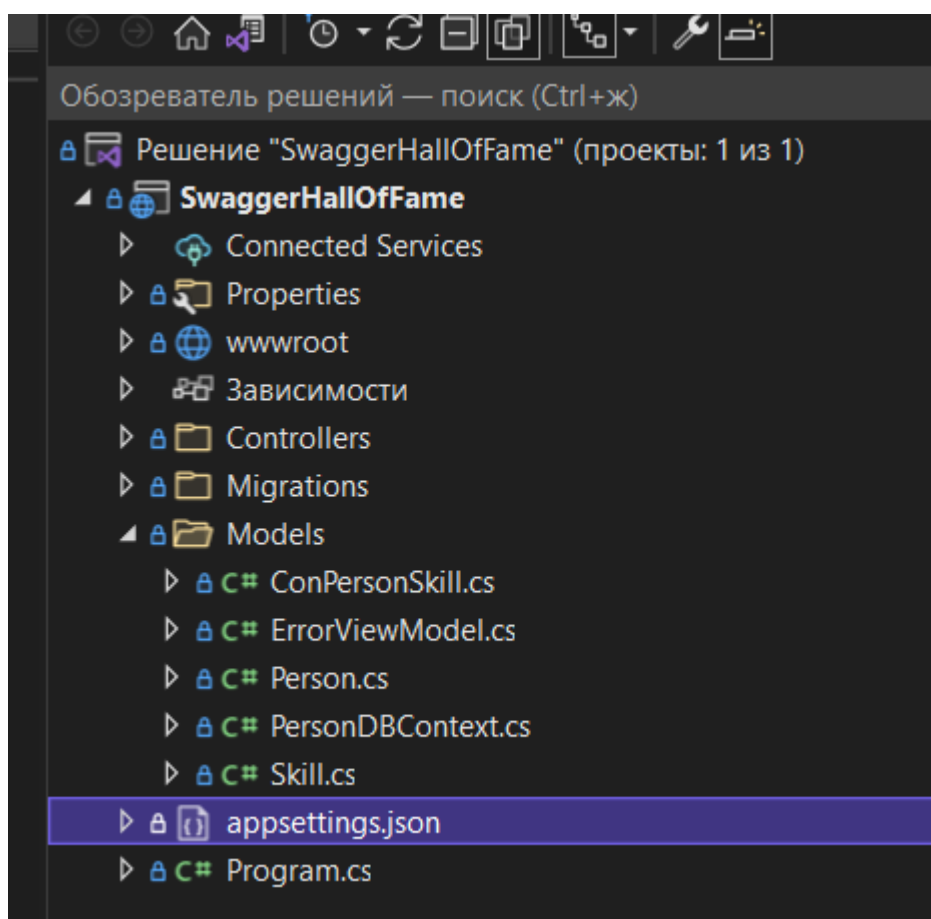 Обозреватель решений — поиск (Ctrl+ж)
Решение "SwaggerHallOfFame" (проекты: 1 из 1)
SwaggerHallOfFame
Connected Services
Properties
wwwroot
Зависимости
Controllers
Migrations
Models
C# ConPersonSkill.cs
C# ErrorViewModel.cs
C# Person.cs
C# PersonDBContext.cs
C# Skill.cs
appsettings.json
C# Program.cs